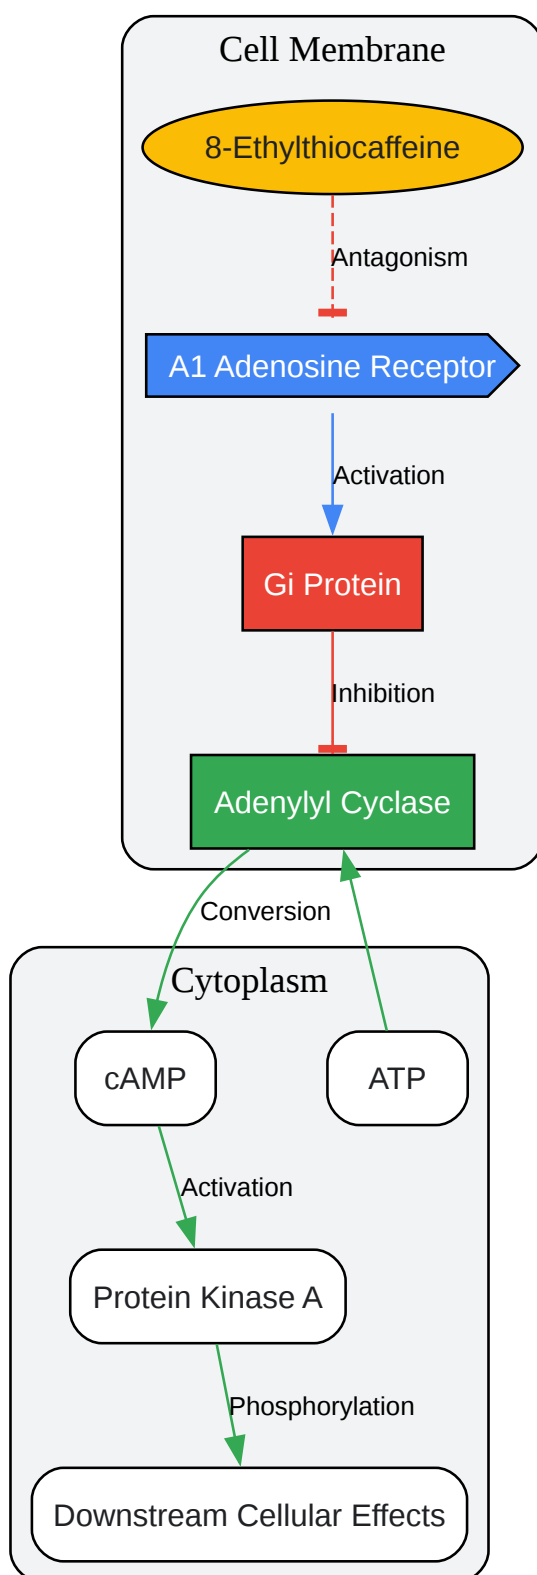 Cell Membrane
8-Ethylthiocaffeine
Antagonism
A1 Adenosine Receptor
Activation
Gi Protein
Inhibition
Adenylyl Cyclase
Conversion
Cytoplasm
cAMP
ATP
Activation
Protein Kinase A
Phosphorylation
Downstream Cellular Effects